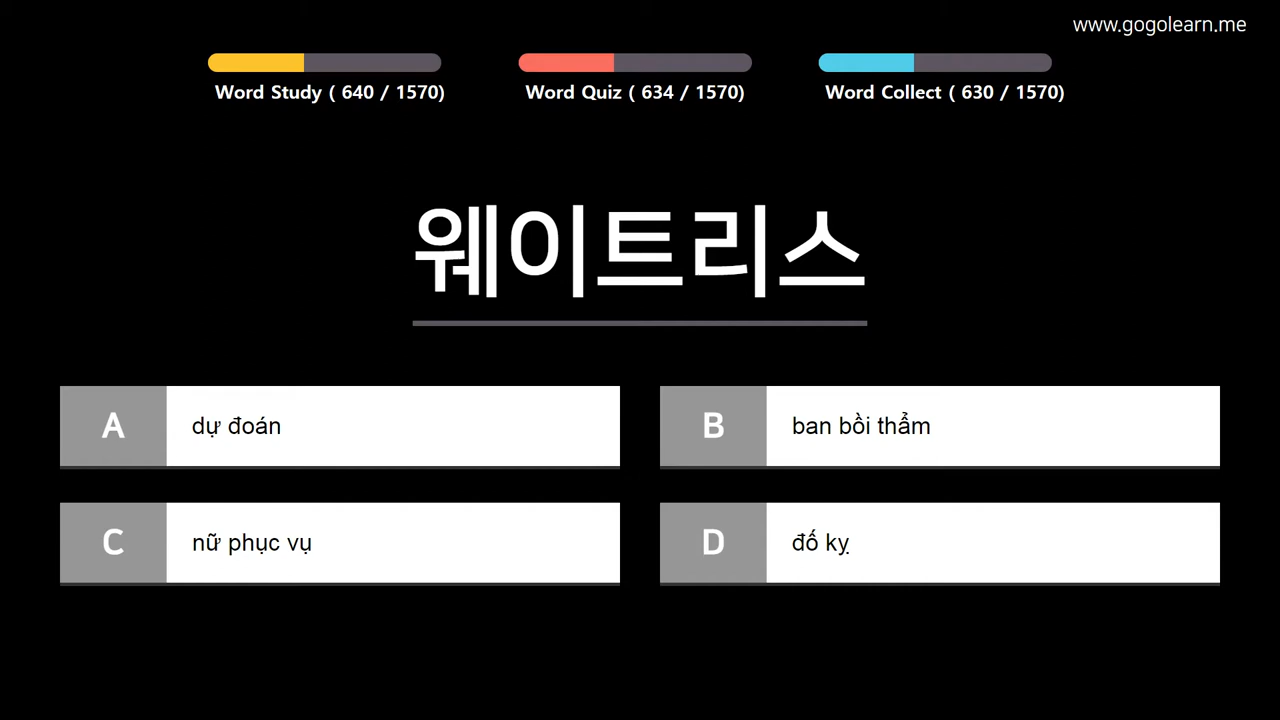 www.gogolearn.me
Word Study ( 640 / 1570)
Word Quiz ( 634 / 1570)
Word Collect ( 630 / 1570)
웨이트리스
A dự đoán
B ban bồi thẩm
C nữ phục vụ
D đố kỵ